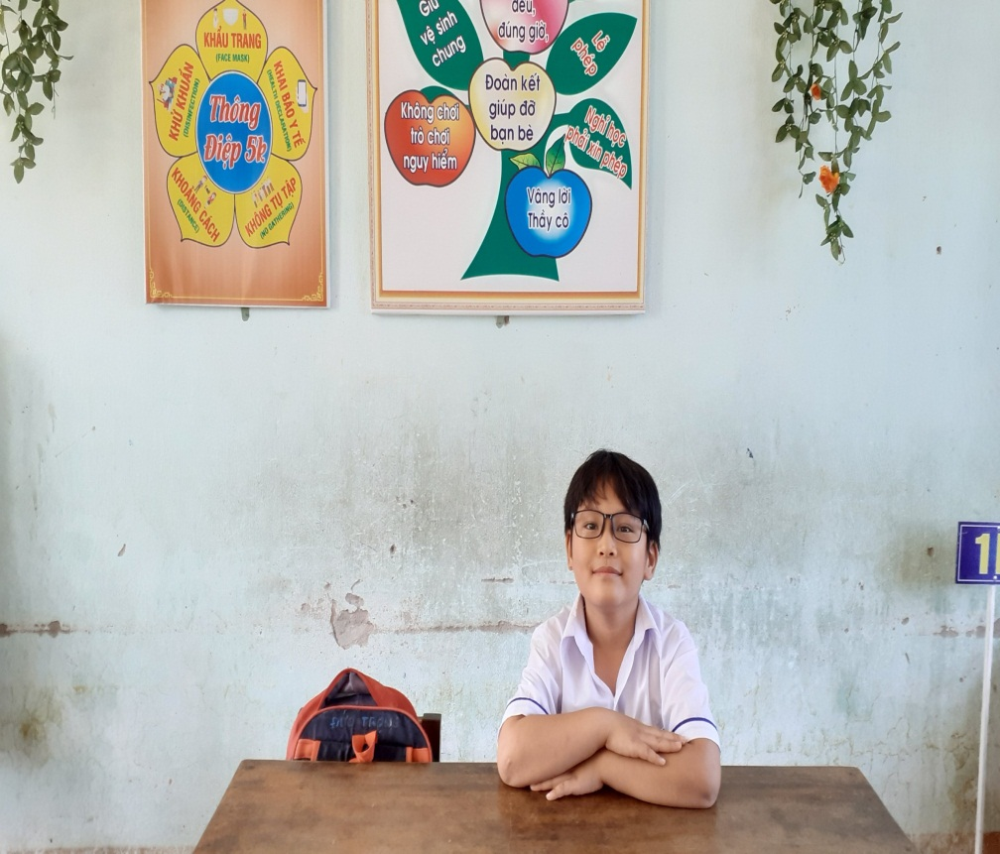 KHẨU TRANG
(FACE MASK)
KHỬ KHUẨN
(DISINFECTION)
KHAI BÁO Y TẾ
(HEALTH DECLARATION)
Thông
Điệp 5k
KHOẢNG CÁCH
(DISTANCE)
KHÔNG TỤ TẬP
(NO GATHERING)
Giữ
vệ sinh
chung
đều,
đúng giờ,
Lễ
phép
Đoàn kết
giúp đỡ
bạn bè
Không chơi
trò chơi
nguy hiểm
Nghỉ học
phải xin phép
Vâng lời
Thầy cô
1